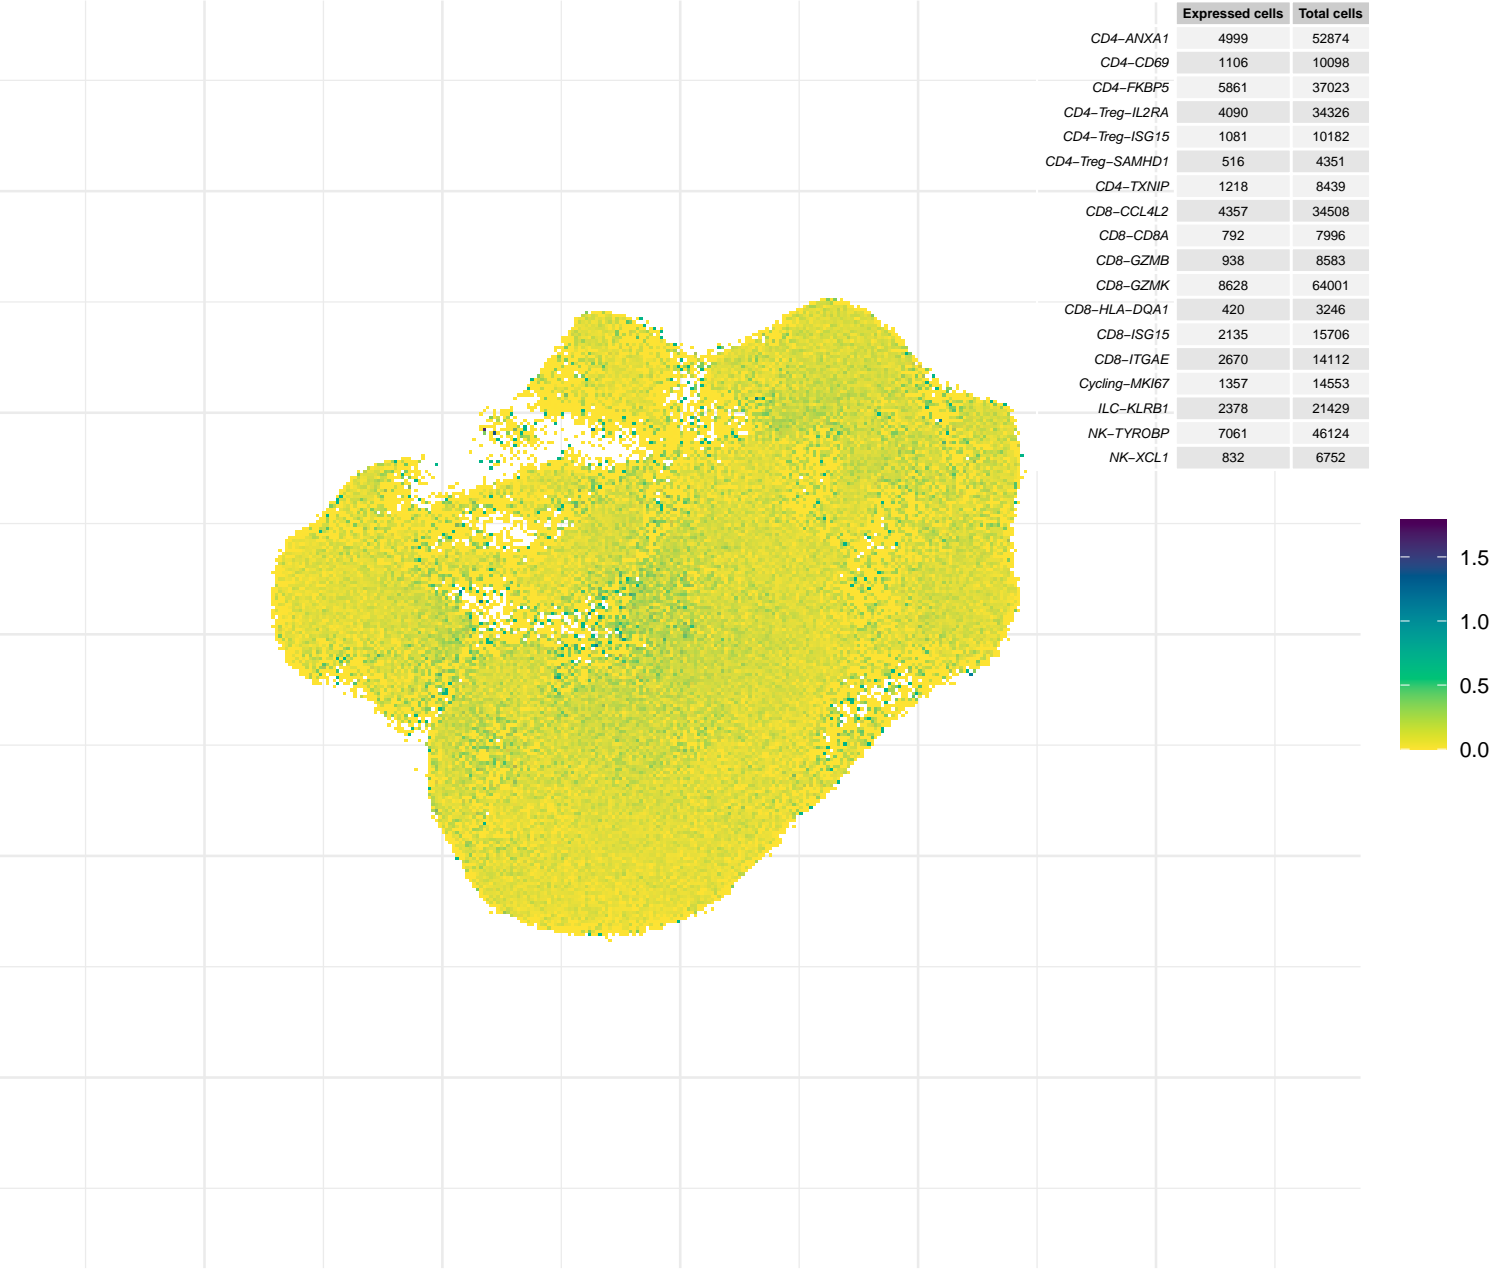 Expressed cells Total cells
CD4−ANXA1 4999 52874
CD4−CD69 1106 10098
CD4−FKBP5 5861 37023
CD4−Treg−IL2RA 4090 34326
CD4−Treg−ISG15 1081 10182
CD4−Treg−SAMHD1 516 4351
CD4−TXNIP 1218 8439
CD8−CCL4L2 4357 34508
CD8−CD8A 792 7996
CD8−GZMB 938 8583
CD8−GZMK 8628 64001
CD8−HLA−DQA1 420 3246
CD8−ISG15 2135 15706
CD8−ITGAE 2670 14112
Cycling−MKI67 1357 14553
ILC−KLRB1 2378 21429
NK−TYROBP 7061 46124
NK−XCL1 832 6752
1.5
1.0
0.5
0.0